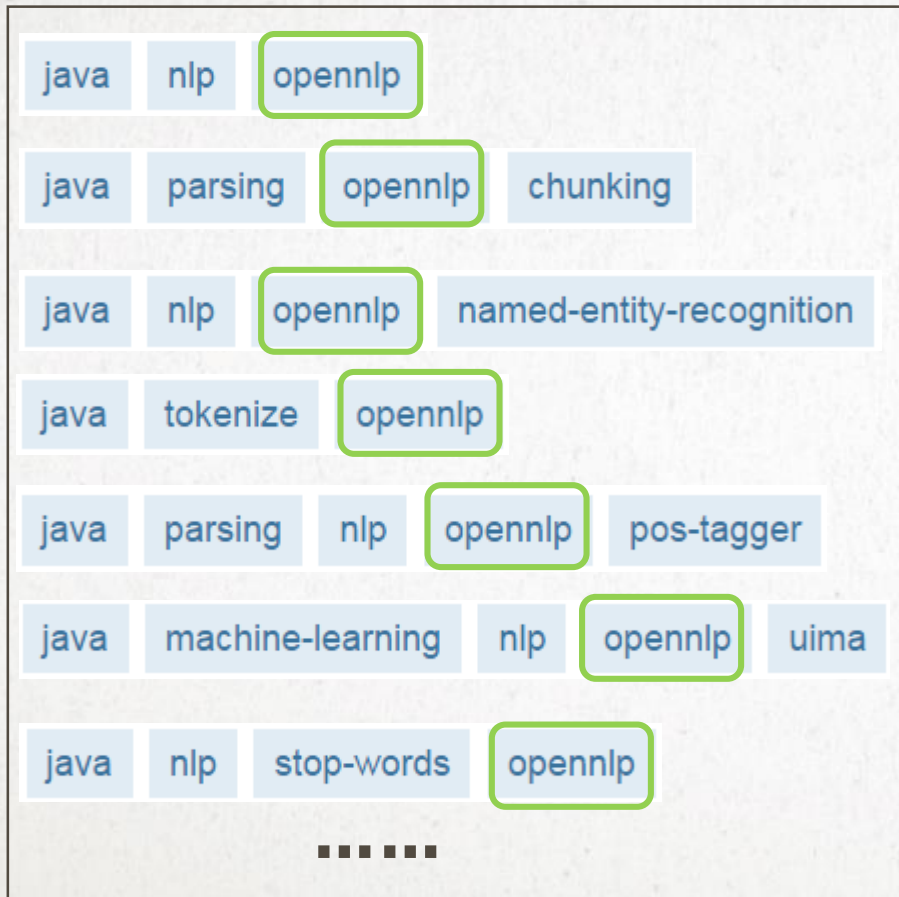 java nlp opennlp
java parsing opennlp chunking
java nlp opennlp named-entity-recognition
java tokenize opennlp
java parsing nlp opennlp pos-tagger
java machine-learning nlp opennlp uima
java nlp stop-words opennlp
......